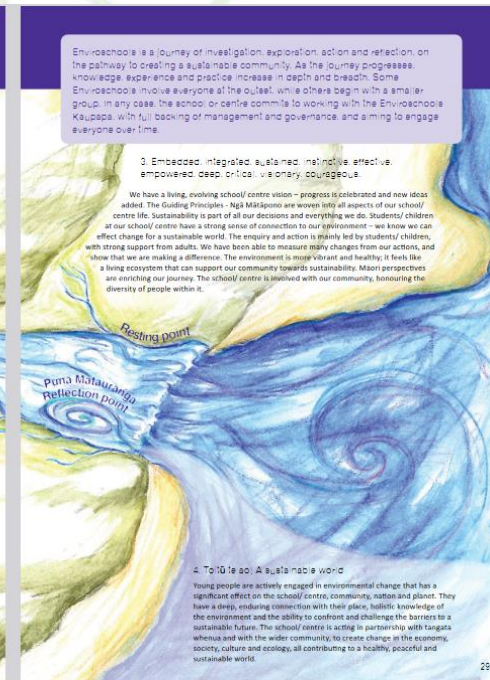 Enviroschools is a journey of investigation, exploration, action and reflection, on
the pathway to creating a sustainable community. As the journey progresses,
knowledge, experience and practice increase in depth and breadth. Some
Enviroschools involve everyone at the outset, while others begin with a smaller
group. In any case, the school or centre commits to working with the Enviroschools
Kaupapa, with full backing of management and governance, and aiming to engage
everyone over time.
3. Embedded, integrated, sustained, instinctive, effective,
empowered, deep, critical, visionary, courageous.
We have a living, evolving school/ centre vision – progress is celebrated and new ideas
added. The Guiding Principles - Ngā Mātāpono are woven into all aspects of our school/
centre life. Sustainability is part of all our decisions and everything we do. Students/ children
at our school/ centre have a strong sense of connection to our environment – we know we can
effect change for a sustainable world. The enquiry and action is mainly led by students/ children,
with strong support from adults. We have been able to measure many changes from our actions, and
show that we are making a difference. The environment is more vibrant and healthy; it feels like
a living ecosystem that can support our community towards sustainability. Māori perspectives
are enriching our journey. The school/ centre is involved with our community, honouring the
diversity of people within it.
Resting point
Puna Mātauranga
Reflection point
4. Toitū te ao: A sustainable world
Young people are actively engaged in environmental change that has a
significant effect on the school/ centre, community, nation and planet. They
have a deep, enduring connection with their place, holistic knowledge of
the environment and the ability to confront and challenge the barriers to a
sustainable future. The school/ centre is acting in partnership with tangata
whenua and with the wider community, to create change in the economy,
society, culture and ecology, all contributing to a healthy, peaceful and
sustainable world.
29